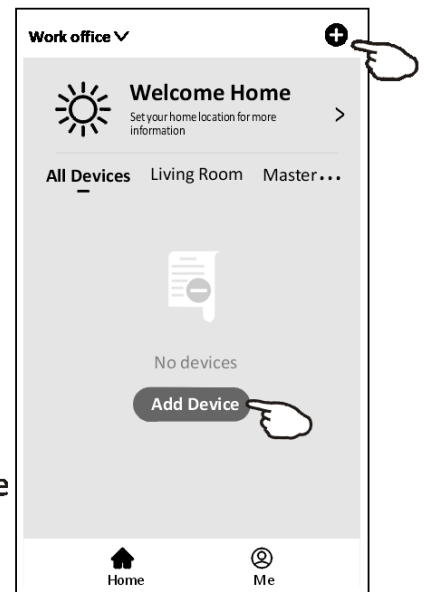 Work office
Welcome Home
Set your home location for more
information
All Devices Living Room Master...
No devices
Add Device
e
Home Me